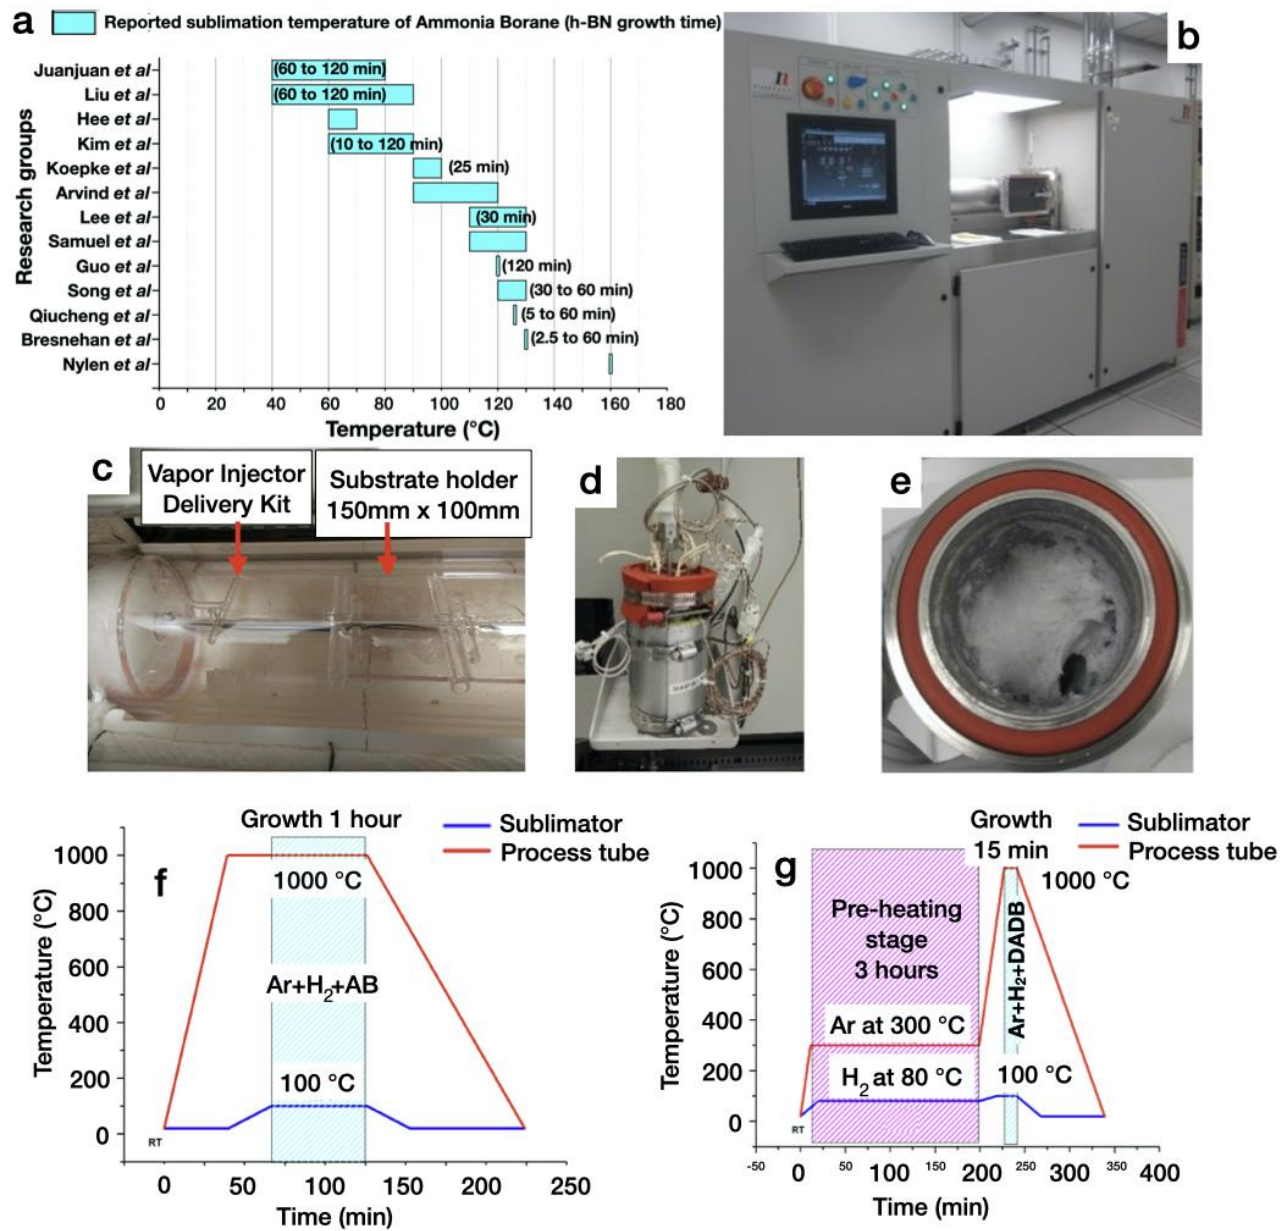 a
Reported sublimation temperature of Ammonia Borane (h-BN growth time)
Research groups
Juanjuan et al
(60 to 120 min)
Liu et al
(60 to 120 min)
Hee et al
Kim et al
(10 to 120 min)
Koepke et al
(25 min)
Arvind et al
Lee et al
(30 min)
Samuel et al
Guo et al
(120 min)
Song et al
(30 to 60 min)
Qiucheng et al
(5 to 60 min)
Bresnehan et al
(2.5 to 60 min)
Nylen et al
0 20 40 60 80 100 120 140 160 180
Temperature (°C)
b
c
Vapor Injector
Delivery Kit
Substrate holder
150mm x 100mm
d
e
f
Growth 1 hour
Sublimator
Process tube
1000 °C
Ar+H₂+AB
100 °C
Temperature (°C)
1000
800
600
400
200
0
RT
0 50 100 150 200 250
Time (min)
g
Growth
15 min
Sublimator
Process tube
1000 °C
Pre-heating
stage
3 hours
Ar+H₂+DADB
Ar at 300 °C
H₂ at 80 °C
100 °C
Temperature (°C)
1000
800
600
400
200
0
RT
-50 0 50 100 150 200 250 300 350 400
Time (min)